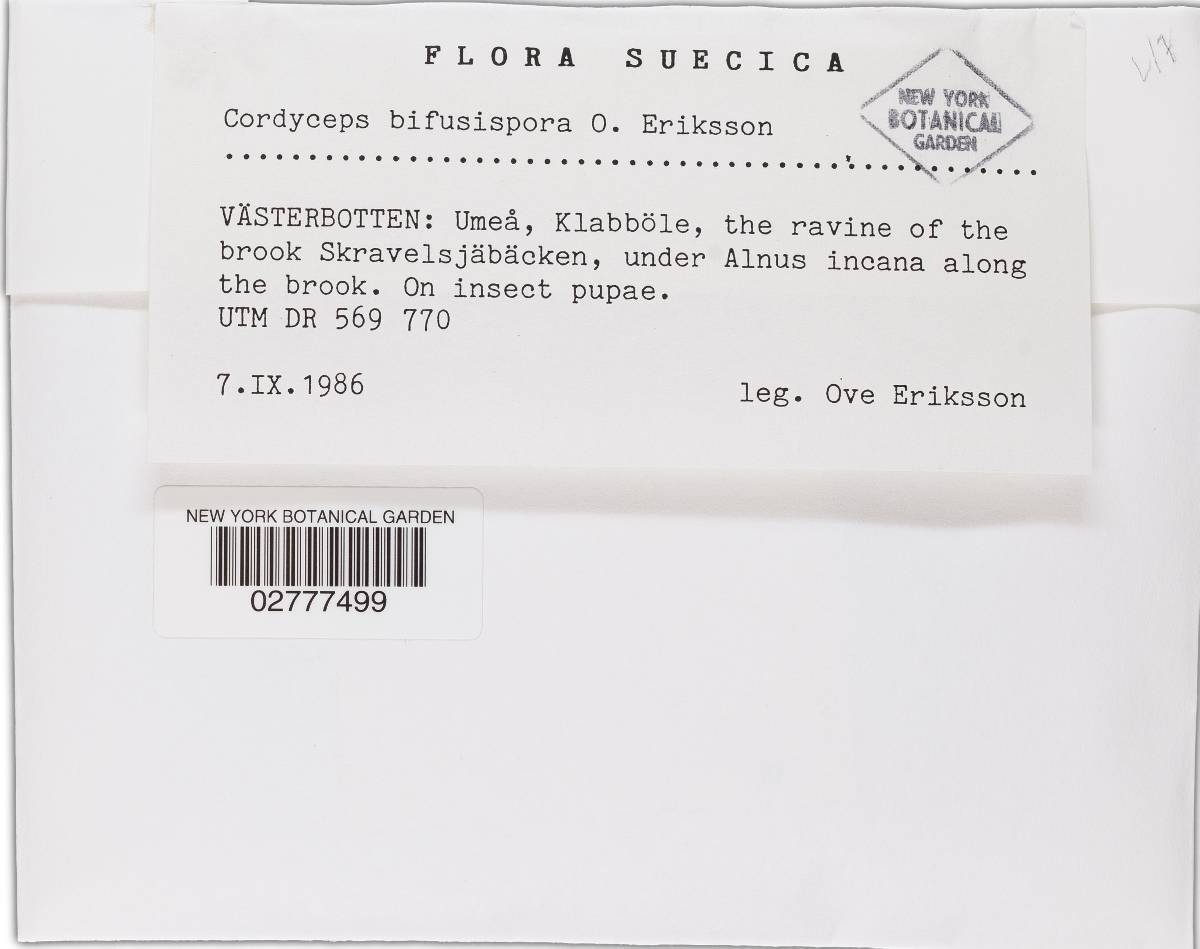 FLORA SUECICA
NEW YORK
BOTANICAL
GARDEN
Cordyceps bifusispora O. Eriksson
VÄSTERBOTTEN: Umeå, Klabböle, the ravine of the
brook Skravelsjäbäcken, under Alnus incana along
the brook. On insect pupae.
UTM DR 569 770
7.IX.1986
leg. Ove Eriksson
NEW YORK BOTANICAL GARDEN
02777499